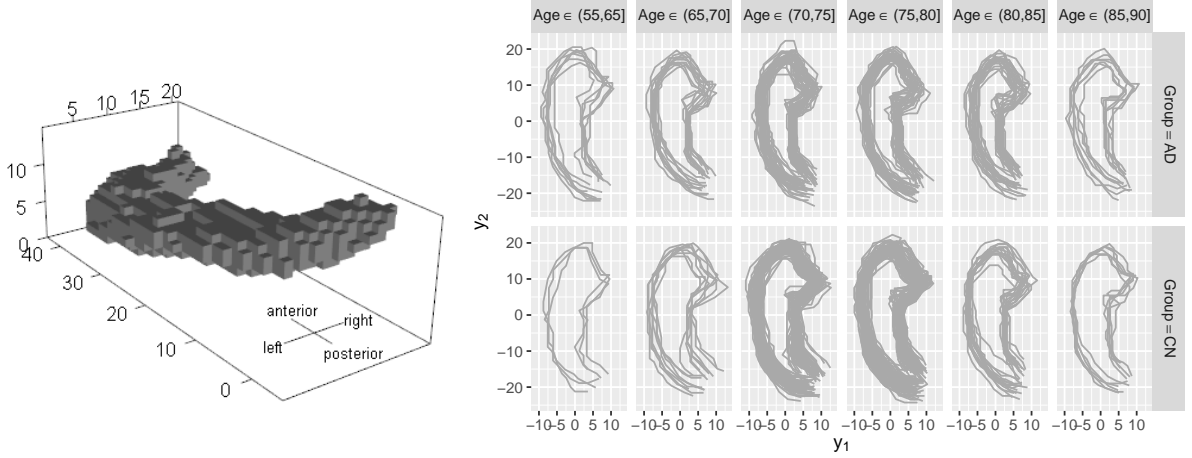 5 10 15 20
10
5
0
40
30
20
10
0
anterior
right
left
posterior
Age ∈ (55,65] Age ∈ (65,70] Age ∈ (70,75] Age ∈ (75,80] Age ∈ (80,85] Age ∈ (85,90]
20
10
0
−10
−20
Group = AD
y2
20
10
0
−10
−20
Group = CN
−10−5 0 5 10 −10−5 0 5 10 −10−5 0 5 10 −10−5 0 5 10 −10−5 0 5 10 −10−5 0 5 10
y1